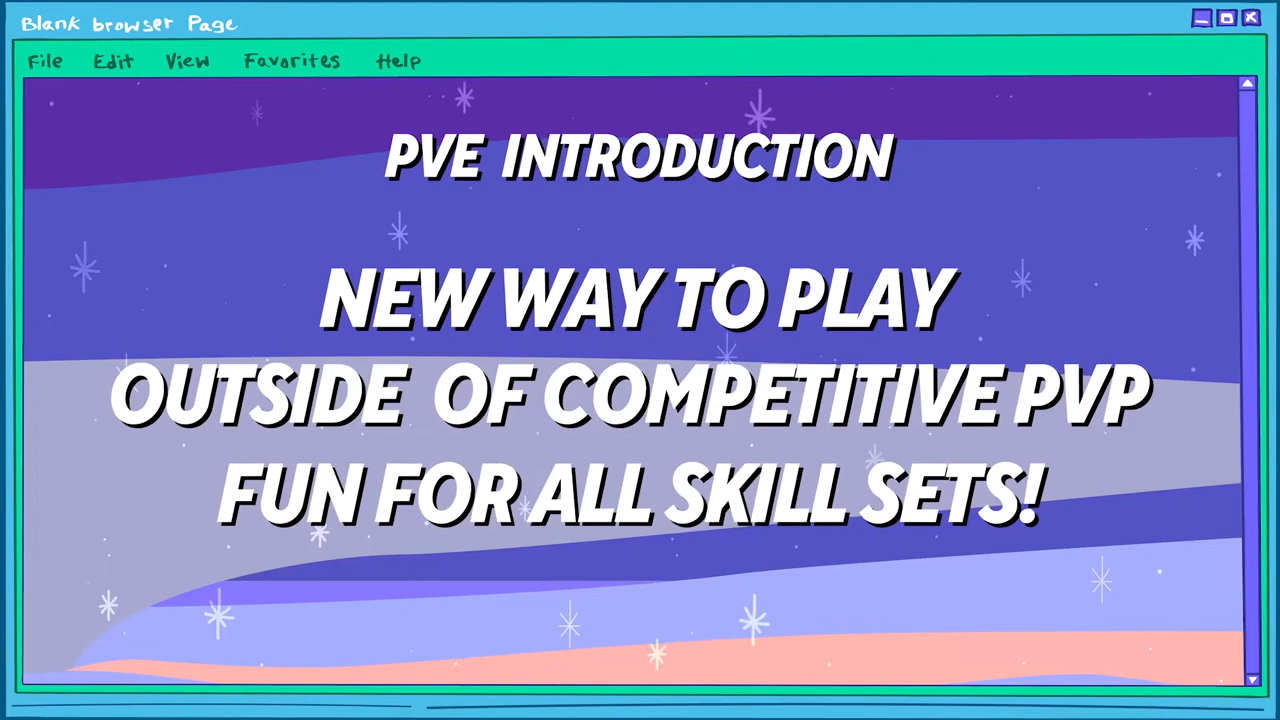 Blank browser Page
File Edit View Favorites Help
PVE INTRODUCTION
NEW WAY TO PLAY
OUTSIDE OF COMPETITIVE PVP
FUN FOR ALL SKILL SETS!